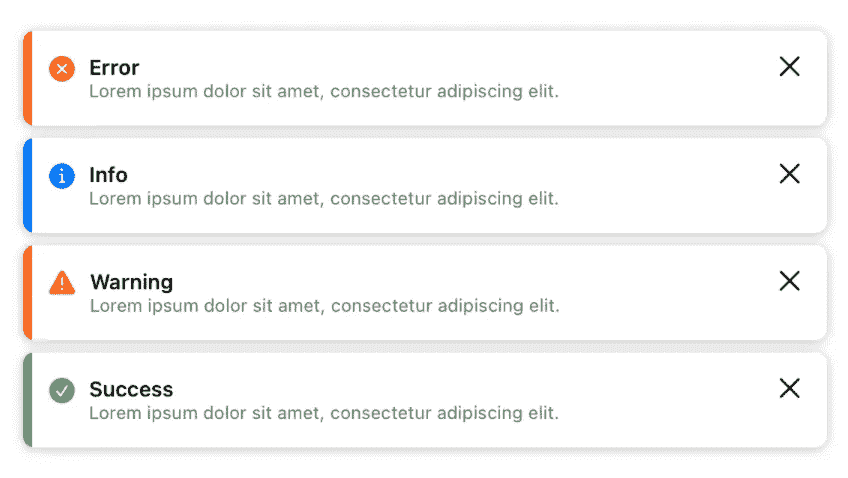 Error
Lorem ipsum dolor sit amet, consectetur adipiscing elit.
Info
Lorem ipsum dolor sit amet, consectetur adipiscing elit.
Warning
Lorem ipsum dolor sit amet, consectetur adipiscing elit.
Success
Lorem ipsum dolor sit amet, consectetur adipiscing elit.